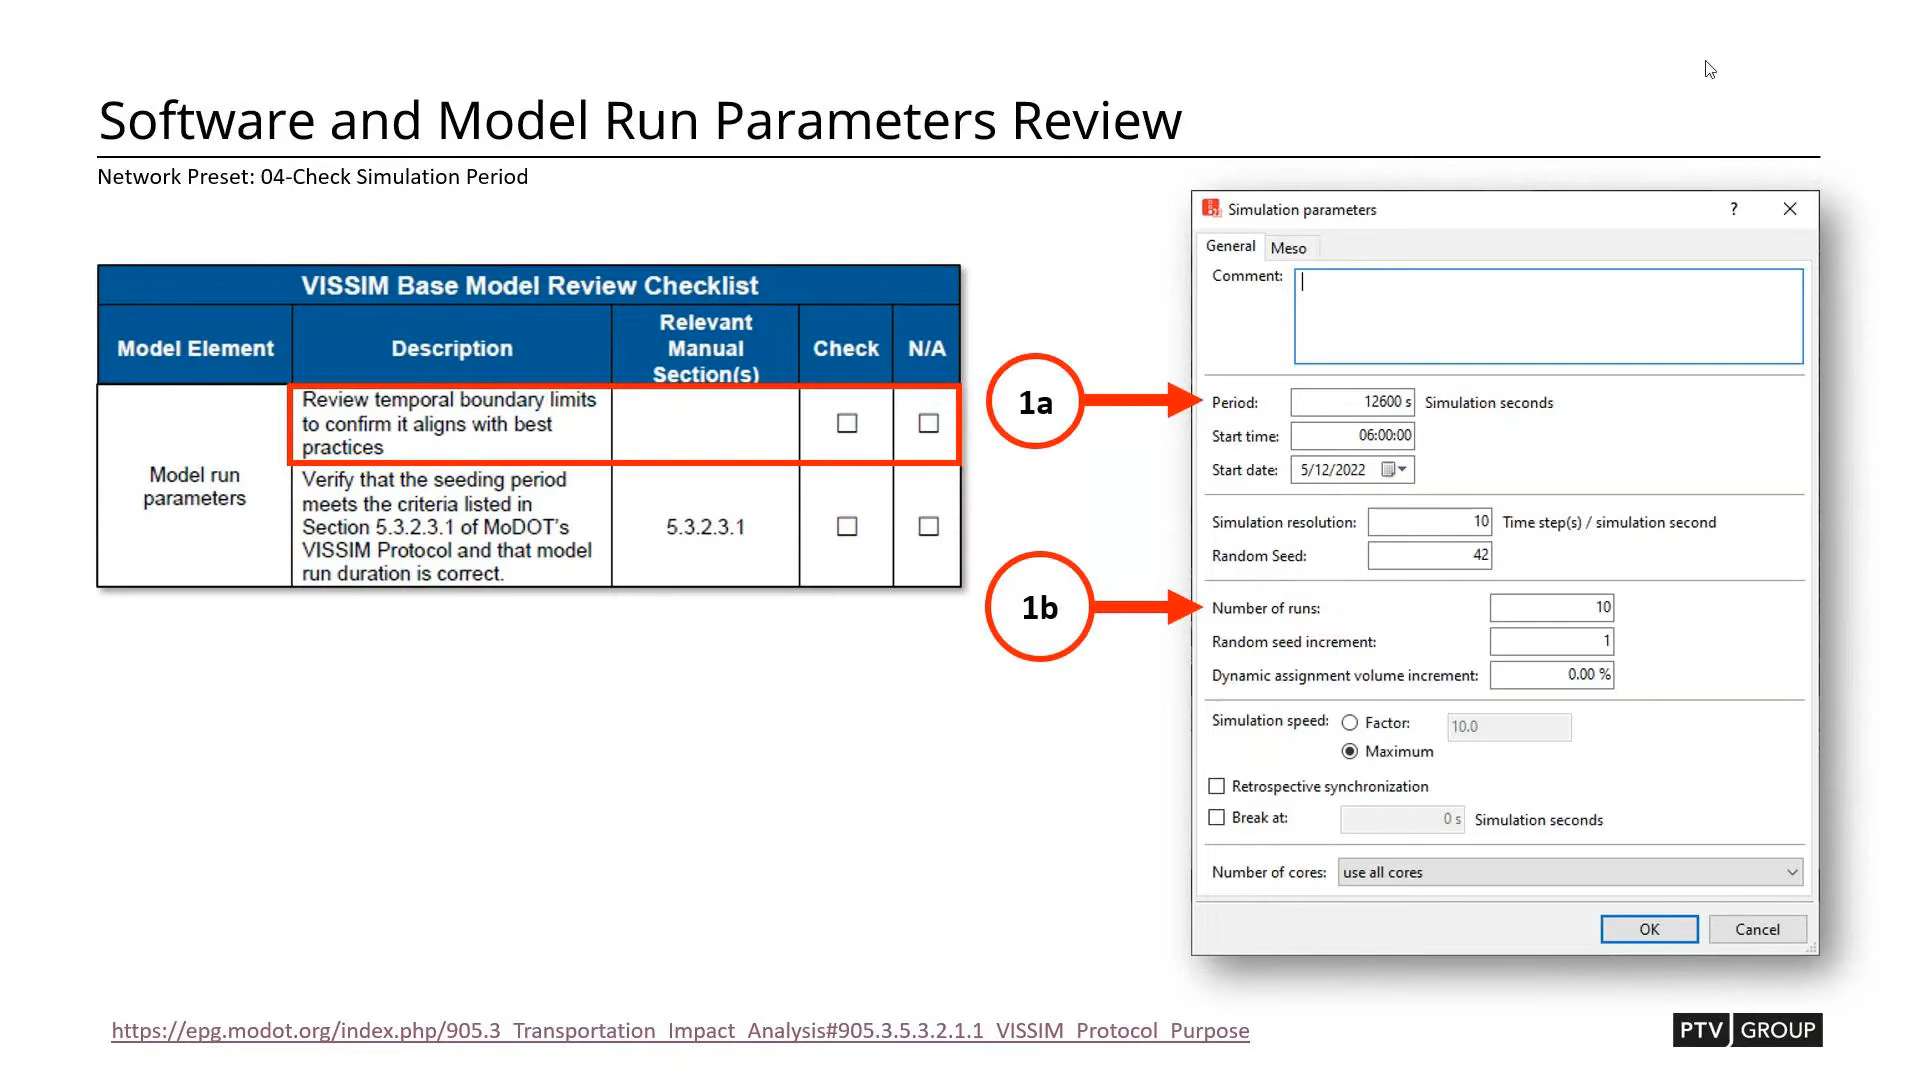 Software and Model Run Parameters Review
Network Preset: 04-Check Simulation Period
VISSIM Base Model Review Checklist
Model Element
Description
Relevant
Manual
Section(s)
Check
N/A
Model run
parameters
Review temporal boundary limits
to confirm it aligns with best
practices
Verify that the seeding period
meets the criteria listed in
Section 5.3.2.3.1 of MoDOT's
VISSIM Protocol and that model
run duration is correct.
5.3.2.3.1
1a
1b
Simulation parameters
?
General Meso
Comment:
Period: 12600 s Simulation seconds
Start time: 06:00:00
Start date: 5/12/2022
Simulation resolution: 10 Time step(s) / simulation second
Random Seed: 42
Number of runs: 10
Random seed increment: 1
Dynamic assignment volume increment: 0.00 %
Simulation speed: Factor: 10.0
Maximum
Retrospective synchronization
Break at: 0 s Simulation seconds
Number of cores: use all cores
OK Cancel
https://epg.modot.org/index.php/905.3_Transportation_Impact_Analysis#905.3.5.3.2.1.1_VISSIM_Protocol_Purpose
PTV GROUP